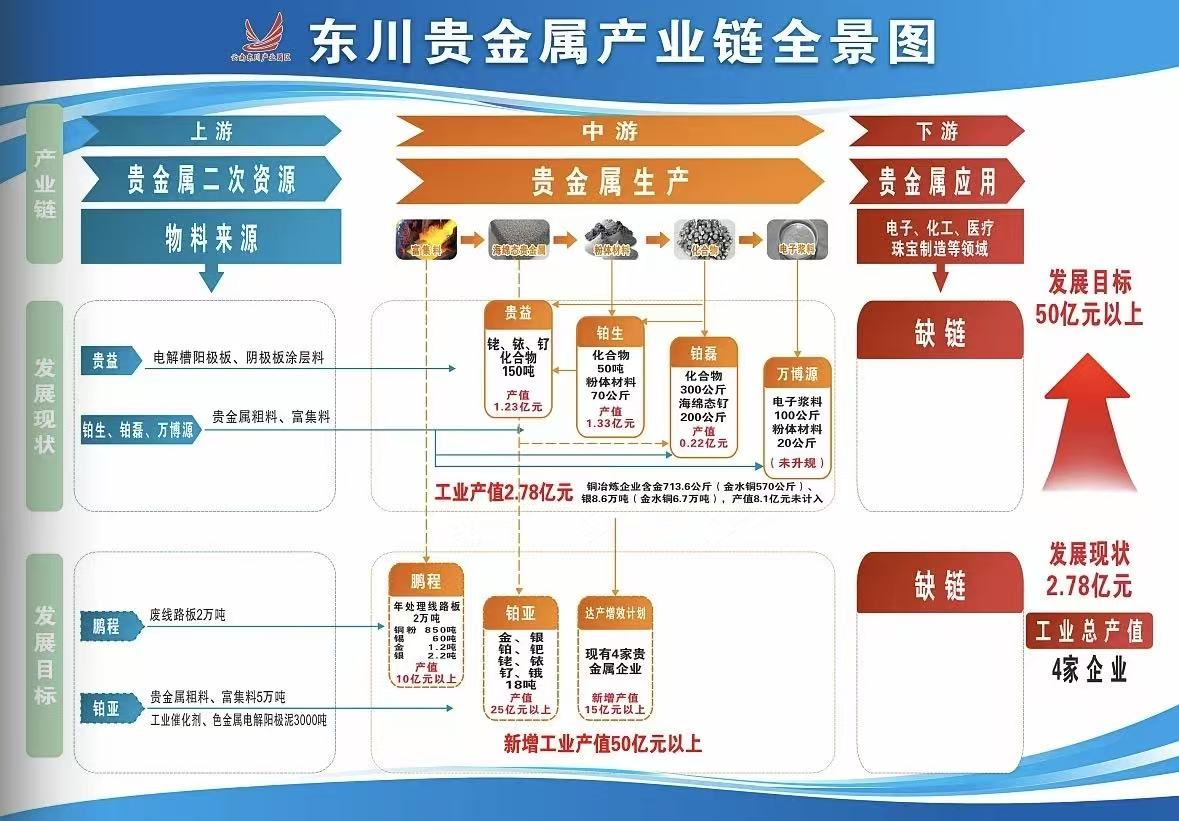 云南东川产业园区
东川贵金属产业链全景图
产业链
上游
中游
下游
贵金属二次资源
贵金属生产
贵金属应用
物料来源
富集料
海绵态贵金属
粉体材料
化合物
电子浆料
电子、化工、医疗
珠宝制造等领域
发展现状
贵益
电解槽阳极板、阴极板涂层料
铂生、铂磊、万博源
贵金属粗料、富集料
贵益
铑、铱、钌
化合物
150吨
产值
1.23亿元
铂生
化合物
50吨
粉体材料
70公斤
产值
1.33亿元
铂磊
化合物
300公斤
海绵态钌
200公斤
产值
0.22亿元
万博源
电子浆料
100公斤
粉体材料
20公斤
（未升规）
工业产值2.78亿元
铜冶炼企业含金713.6公斤（金水铜570公斤）、
银8.6万吨（金水铜6.7万吨），产值8.1亿元未计入
缺链
发展目标
50亿元以上
发展目标
鹏程
废线路板2万吨
铂亚
贵金属粗料、富集料5万吨
工业催化剂、色金属电解阳极泥3000吨
鹏程
年处理线路板
2万吨
铜粉 850吨
锡 60吨
金 1.2吨
银 2.2吨
产值
10亿元以上
铂亚
金、银
铂、钯
铑、铱
钌、锇
18吨
产值
25亿元以上
达产增效计划
现有4家贵
金属企业
新增产值
15亿元以上
新增工业产值50亿元以上
缺链
发展现状
2.78亿元
工业总产值
4家企业